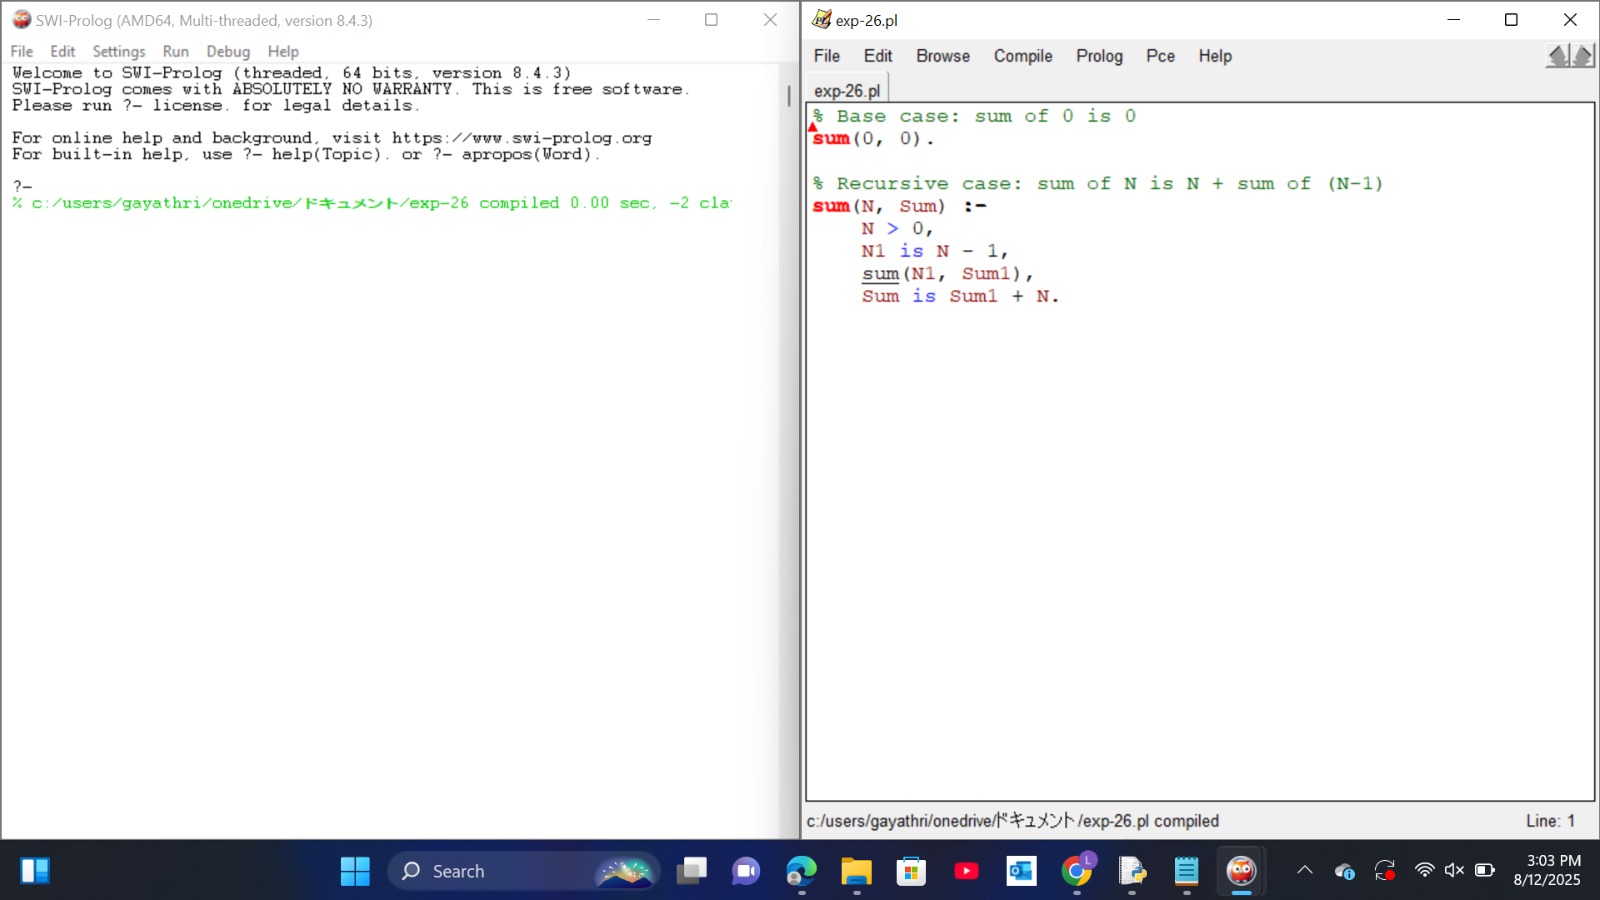 SWI-Prolog (AMD64, Multi-threaded, version 8.4.3)
File Edit Settings Run Debug Help
Welcome to SWI-Prolog (threaded, 64 bits, version 8.4.3)
SWI-Prolog comes with ABSOLUTELY NO WARRANTY. This is free software.
Please run ?- license. for legal details.
For online help and background, visit https://www.swi-prolog.org
For built-in help, use ?- help(Topic). or ?- apropos(Word).
?-
% c:/users/gayathri/onedrive/ドキュメント/exp-26 compiled 0.00 sec, -2
exp-26.pl
File Edit Browse Compile Prolog Pce Help
exp-26.pl
% Base case: sum of 0 is 0
sum(0, 0).
% Recursive case: sum of N is N + sum of (N-1)
sum(N, Sum) :-
N > 0,
N1 is N - 1,
sum(N1, Sum1),
Sum is Sum1 + N.
c:/users/gayathri/onedrive/ドキュメント/exp-26.pl compiled
Line: 1
Search
L
3:03 PM
8/12/2025